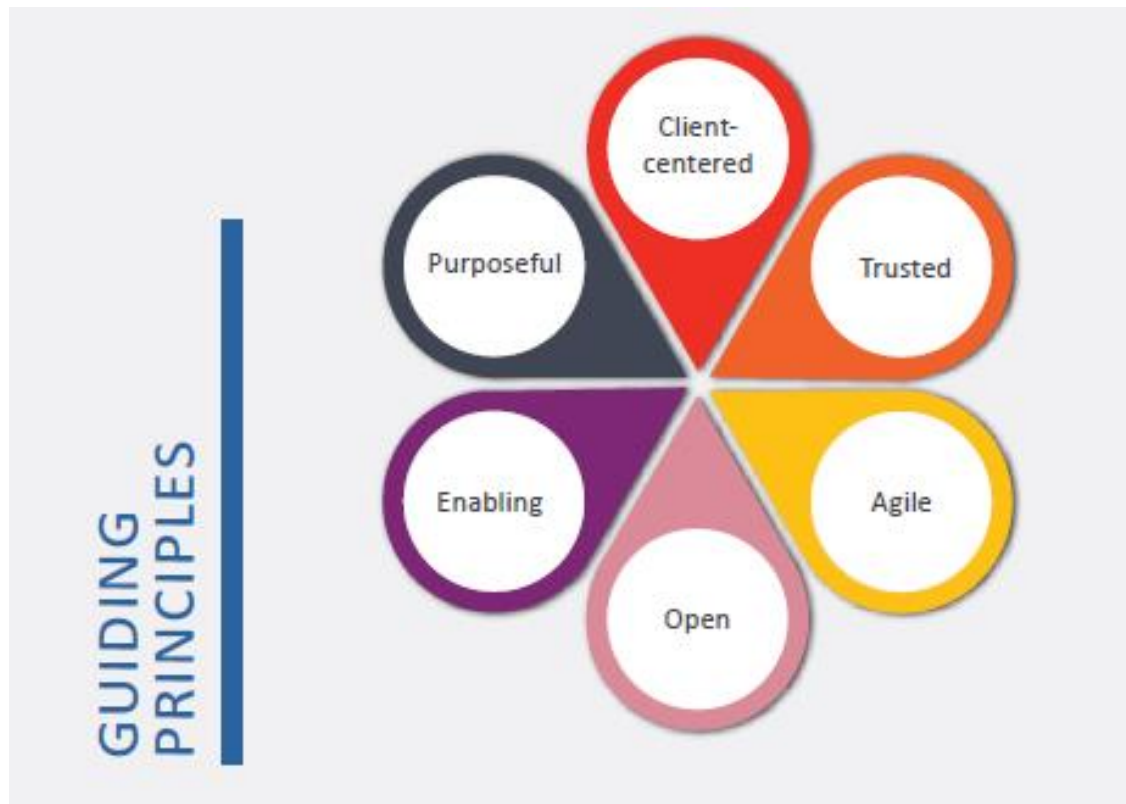 GUIDING
PRINCIPLES
Client-
centered
Trusted
Agile
Open
Enabling
Purposeful